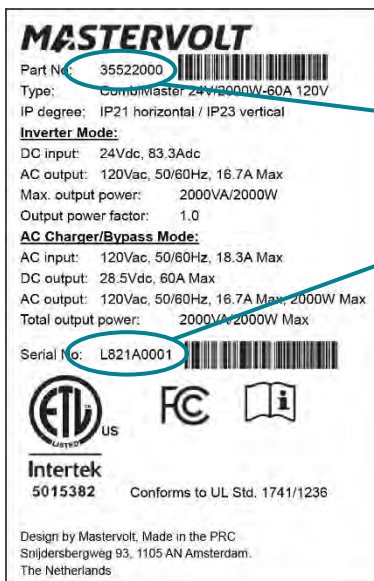 MASTERVOLT
Part No: 35522000
Type: CombiMaster 24V/2000W-60A 120V
IP degree: IP21 horizontal / IP23 vertical
Inverter Mode:
DC input: 24Vdc, 83.3Adc
AC output: 120Vac, 50/60Hz, 16.7A Max
Max. output power: 2000VA/2000W
Output power factor: 1.0
AC Charger/Bypass Mode:
AC input: 120Vac, 50/60Hz, 18.3A Max
DC output: 28.5Vdc, 60A Max
AC output: 120Vac, 50/60Hz, 16.7A Max, 2000W Max
Total output power: 2000VA/2000W Max
Serial No: L821A0001
ETL
LISTED
US
FC
i
Intertek
5015382
Conforms to UL Std. 1741/1236
Design by Mastervolt, Made in the PRC
Snijdersbergweg 93, 1105 AN Amsterdam.
The Netherlands